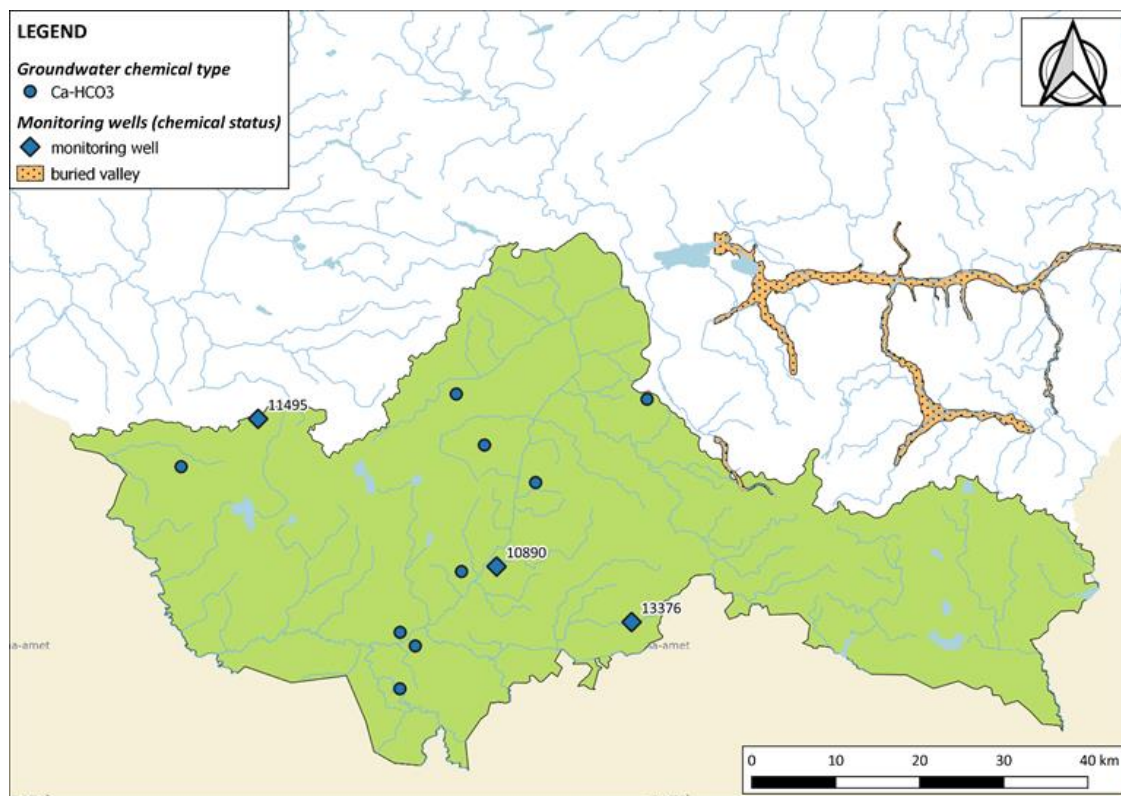 LEGEND
Groundwater chemical type
Ca-HCO3
Monitoring wells (chemical status)
monitoring well
buried valley
11495
10890
13376
na-amet
0 10 20 30 40 km